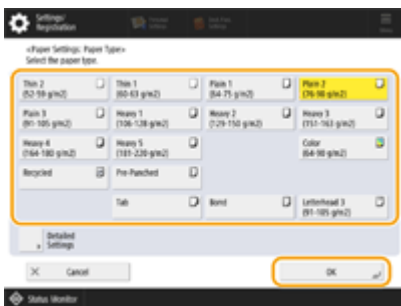 Settings/
Registration
<Paper Settings: Paper Type>
Select the paper type.
Thin 2
(52-59 g/m2)
Thin 1
(60-63 g/m2)
Plain 1
(64-75 g/m2)
Plain 2
(76-90 g/m2)
Plain 3
(91-105 g/m2)
Heavy 1
(106-128 g/m2)
Heavy 2
(129-150 g/m2)
Heavy 3
(151-163 g/m2)
Heavy 4
(164-180 g/m2)
Heavy 5
(181-220 g/m2)
Color
(64-90 g/m2)
Recycled
Pre-Punched
Tab
Bond
Letterhead 3
(91-105 g/m2)
Detailed
Settings
Cancel
OK
Status Monitor